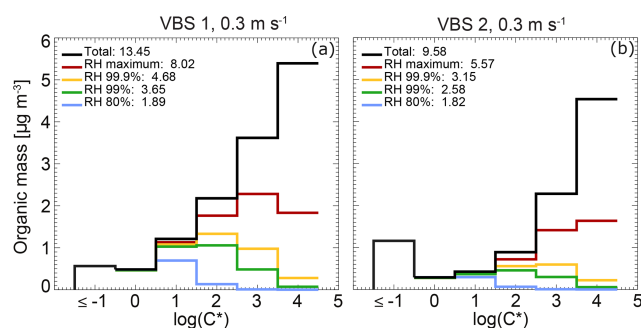 VBS 1, 0.3 m s⁻¹
(a)
Total: 13.45
RH maximum: 8.02
RH 99.9%: 4.68
RH 99%: 3.65
RH 80%: 1.89
Organic mass [µg m⁻³]
6
5
4
3
2
1
0
≤ -1 0 1 2 3 4 5
log(C*)
VBS 2, 0.3 m s⁻¹
(b)
Total: 9.58
RH maximum: 5.57
RH 99.9%: 3.15
RH 99%: 2.58
RH 80%: 1.82
≤ -1 0 1 2 3 4 5
log(C*)